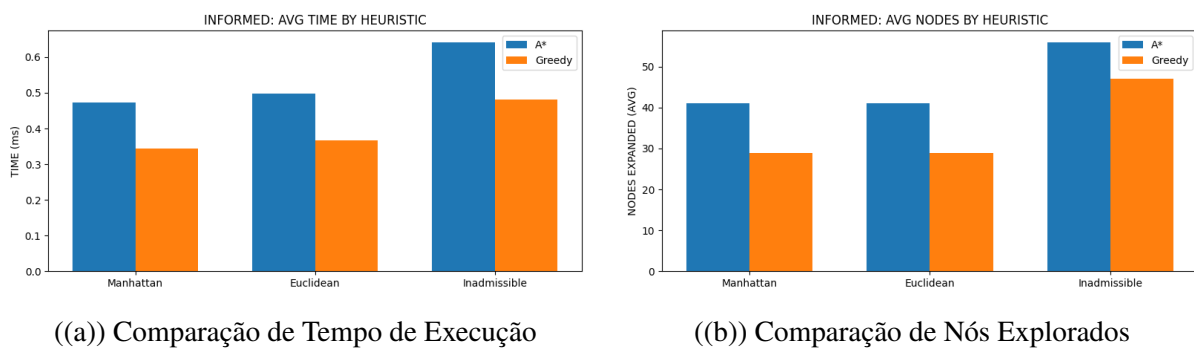 INFORMED: AVG TIME BY HEURISTIC
A*
Greedy
TIME (ms)
0.6
0.5
0.4
0.3
0.2
0.1
0.0
Manhattan
Euclidean
Inadmissible
((a)) Comparação de Tempo de Execução
INFORMED: AVG NODES BY HEURISTIC
A*
Greedy
NODES EXPANDED (AVG)
50
40
30
20
10
0
Manhattan
Euclidean
Inadmissible
((b)) Comparação de Nós Explorados